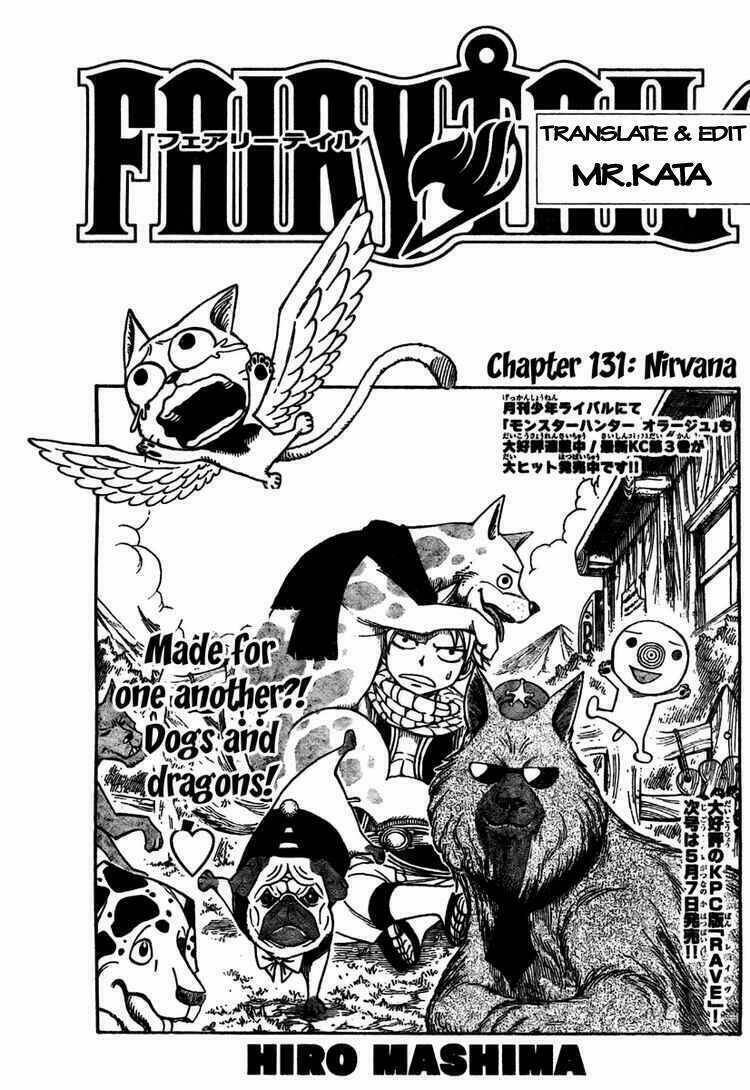 FAIRY TAIL
フェアリーテイル
TRANSLATE & EDIT
MR.KATA
Chapter 131: Nirvana
月刊少年ライバルにて
「モンスターハンター オラージュ」も
大好評連載中!最新KC第3巻が
大ヒット発売中です!!
Made for
one another?!
Dogs and
dragons!
大好評のKPC版「RAVE」!
次号は5月7日発売!!
HIRO MASHIMA